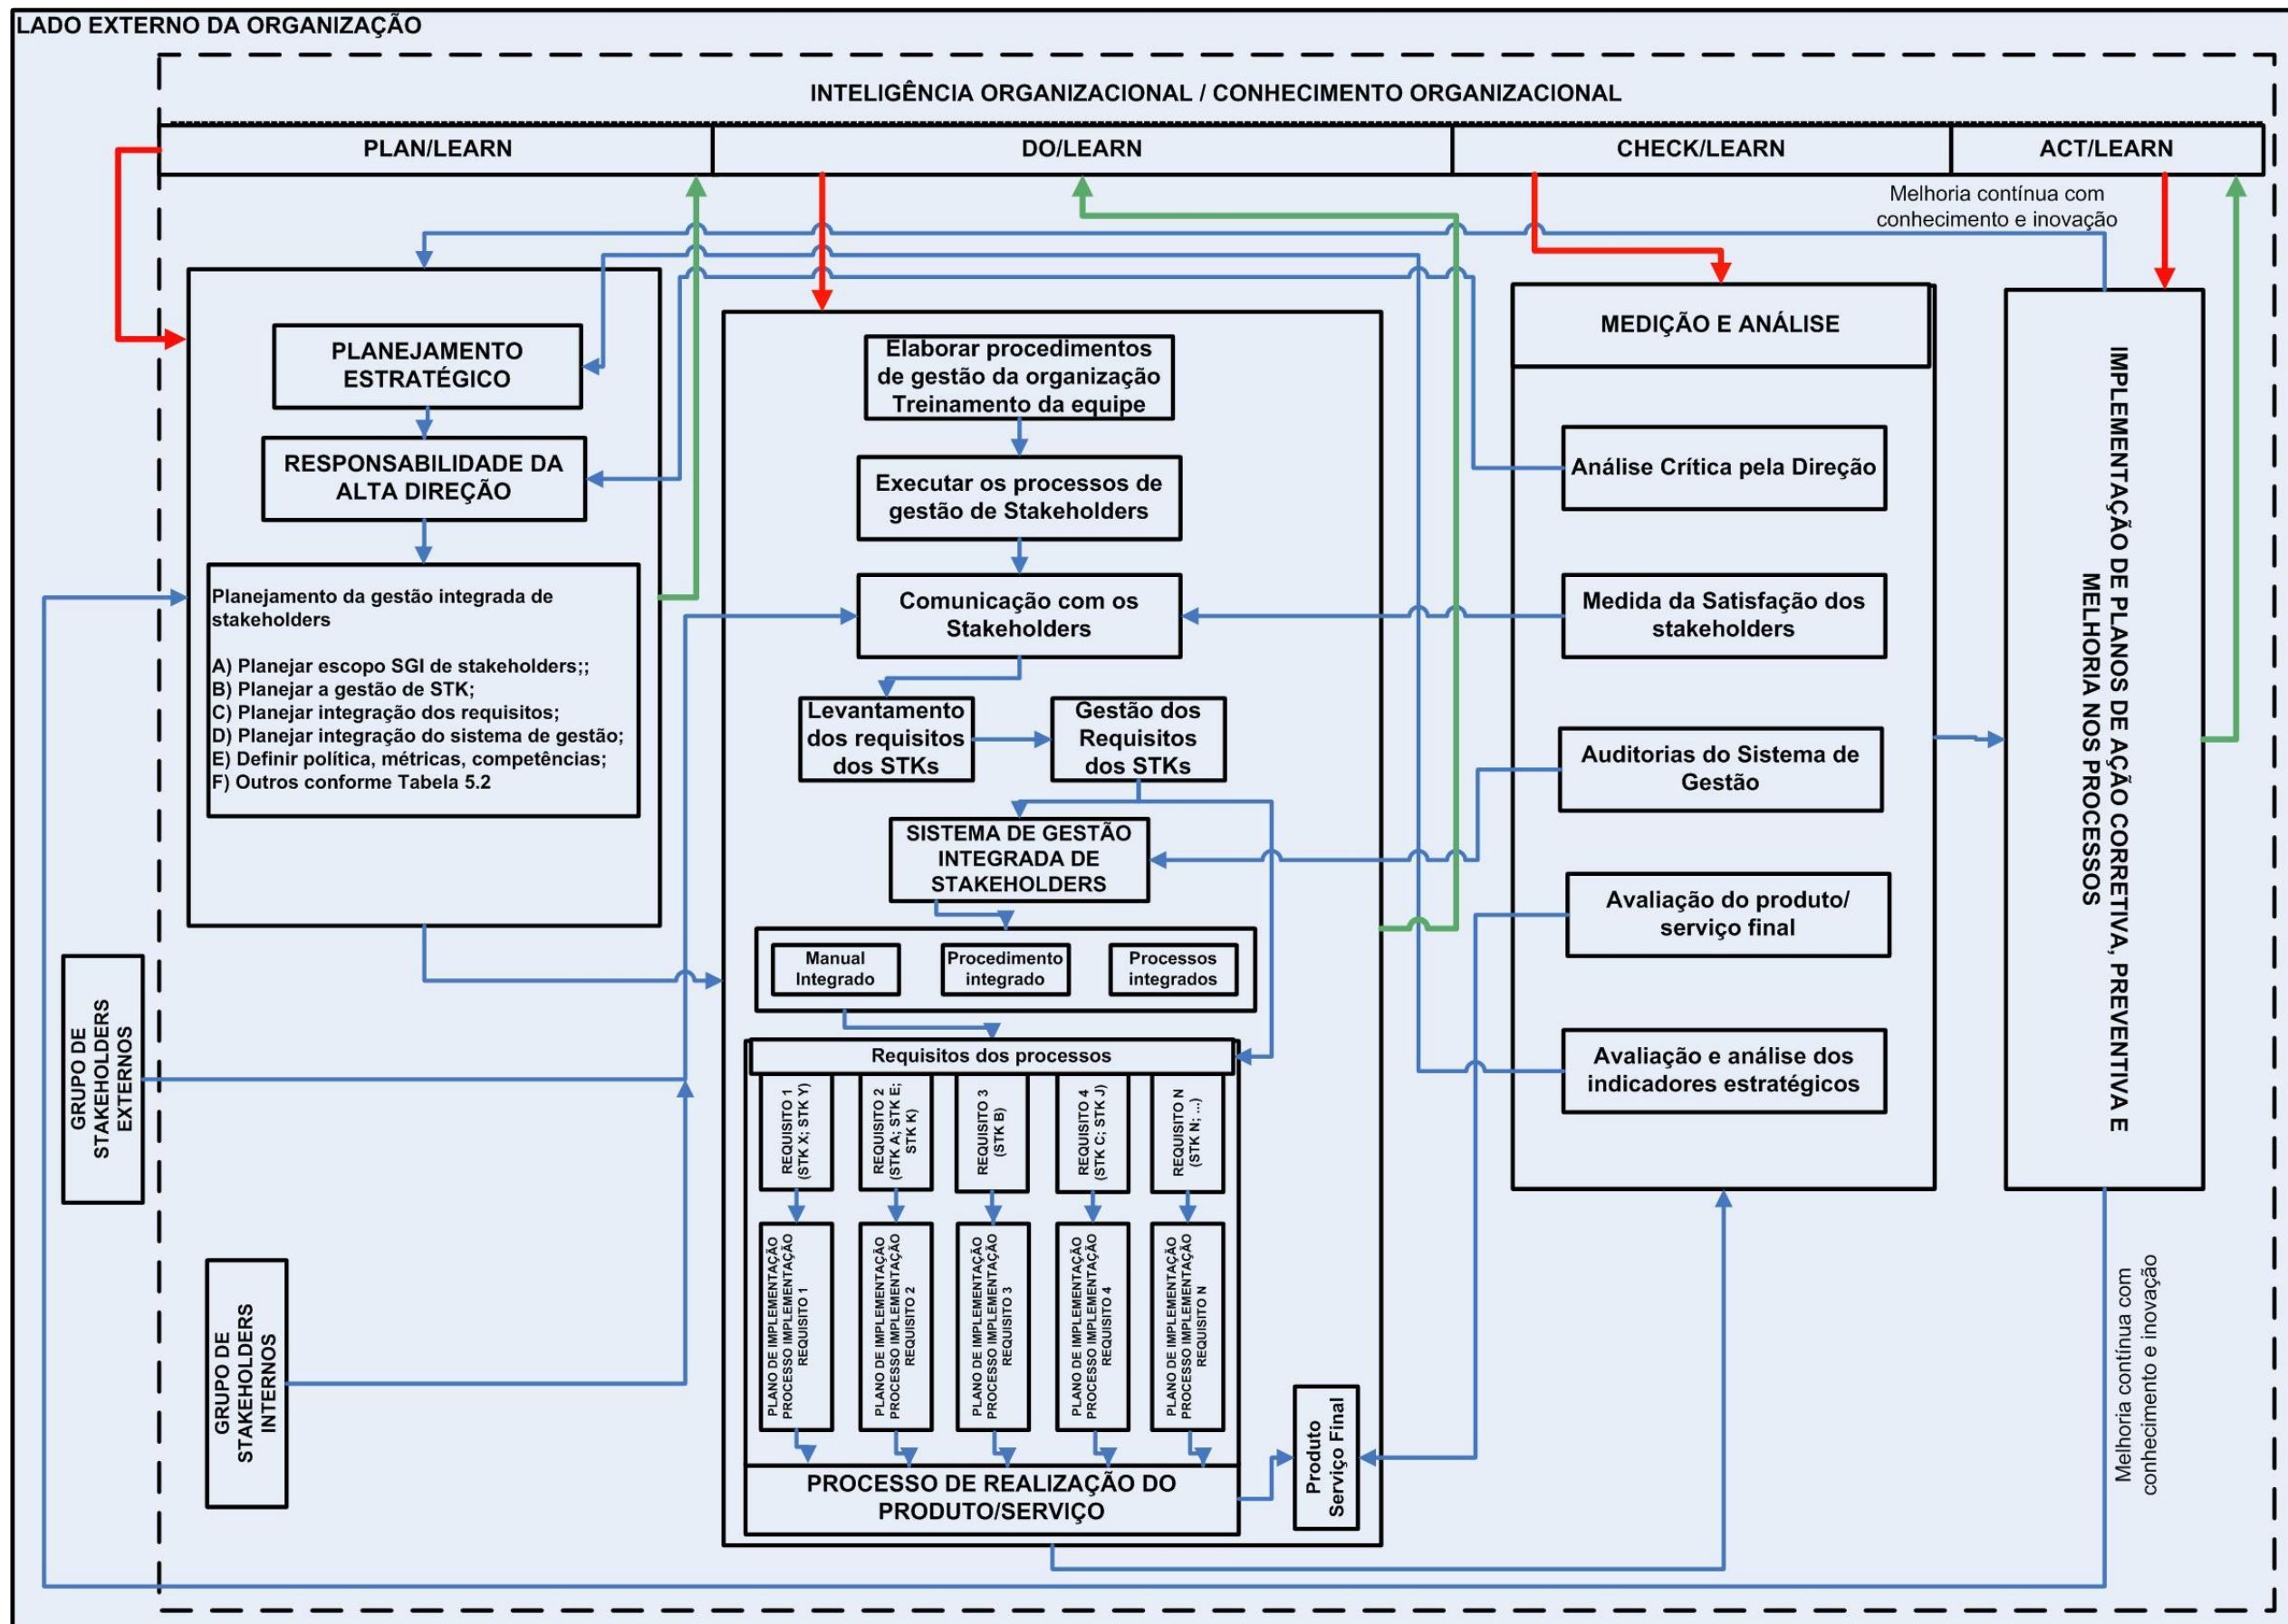 LADO EXTERNO DA ORGANIZAÇÃO
INTELIGÊNCIA ORGANIZACIONAL / CONHECIMENTO ORGANIZACIONAL
PLAN/LEARN
DO/LEARN
CHECK/LEARN
ACT/LEARN
Melhoria contínua com
conhecimento e inovação
PLANEJAMENTO
ESTRATÉGICO
RESPONSABILIDADE DA
ALTA DIREÇÃO
Planejamento da gestão integrada de
stakeholders
A) Planejar escopo SGI de stakeholders;;
B) Planejar a gestão de STK;
C) Planejar integração dos requisitos;
D) Planejar integração do sistema de gestão;
E) Definir política, métricas, competências;
F) Outros conforme Tabela 5.2
GRUPO DE
STAKEHOLDERS
EXTERNOS
GRUPO DE
STAKEHOLDERS
INTERNOS
Elaborar procedimentos
de gestão da organização
Treinamento da equipe
Executar os processos de
gestão de Stakeholders
Comunicação com os
Stakeholders
Levantamento
dos requisitos
dos STKs
Gestão dos
Requisitos
dos STKs
SISTEMA DE GESTÃO
INTEGRADA DE
STAKEHOLDERS
Manual
Integrado
Procedimento
integrado
Processos
integrados
Requisitos dos processos
REQUISITO 1
(STK X; STK Y)
REQUISITO 2
(STK A; STK E;
STK K)
REQUISITO 3
(STK B)
REQUISITO 4
(STK C; STK J)
REQUISITO N
(STK N; ...)
PLANO DE IMPLEMENTAÇÃO
PROCESSO IMPLEMENTAÇÃO
REQUISITO 1
PLANO DE IMPLEMENTAÇÃO
PROCESSO IMPLEMENTAÇÃO
REQUISITO 2
PLANO DE IMPLEMENTAÇÃO
PROCESSO IMPLEMENTAÇÃO
REQUISITO 3
PLANO DE IMPLEMENTAÇÃO
PROCESSO IMPLEMENTAÇÃO
REQUISITO 4
PLANO DE IMPLEMENTAÇÃO
PROCESSO IMPLEMENTAÇÃO
REQUISITO N
PROCESSO DE REALIZAÇÃO DO
PRODUTO/SERVIÇO
Produto
Serviço Final
MEDIÇÃO E ANÁLISE
Análise Crítica pela Direção
Medida da Satisfação dos
stakeholders
Auditorias do Sistema de
Gestão
Avaliação do produto/
serviço final
Avaliação e análise dos
indicadores estratégicos
IMPLEMENTAÇÃO DE PLANOS DE AÇÃO CORRETIVA, PREVENTIVA E
MELHORIA NOS PROCESSOS
Melhoria contínua com
conhecimento e inovação